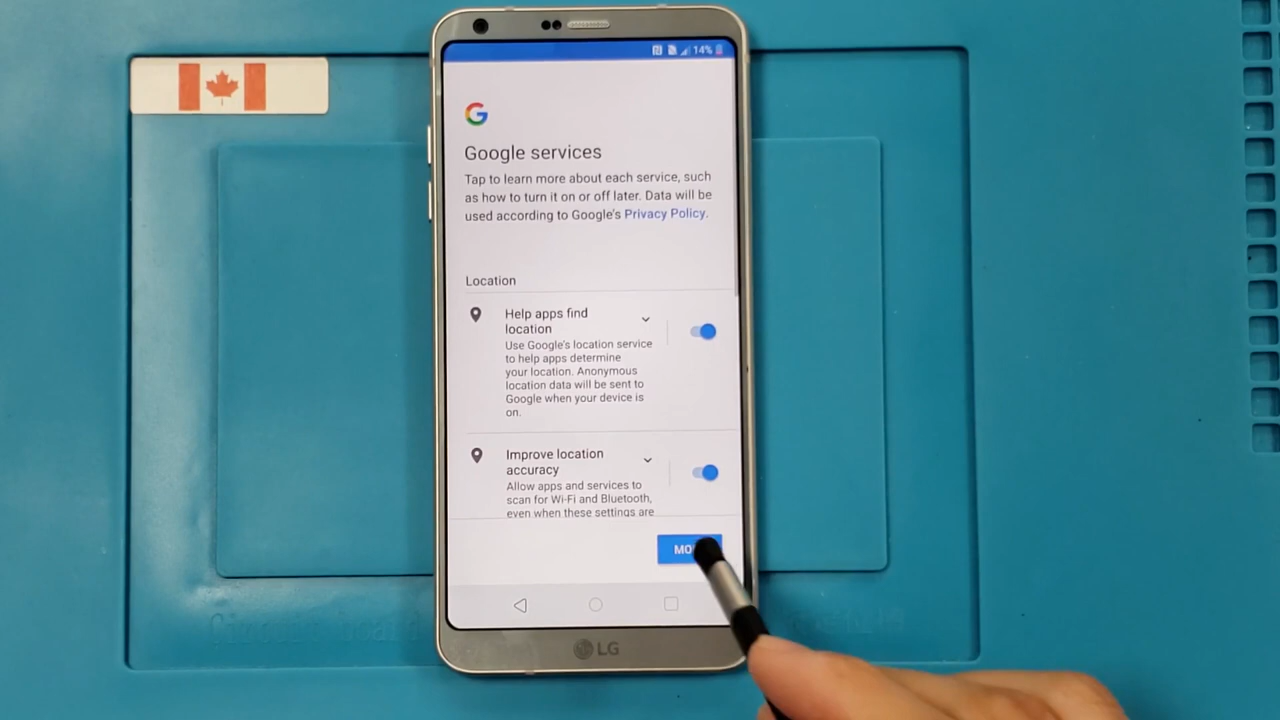 14%
Google services
Tap to learn more about each service, such
as how to turn it on or off later. Data will be
used according to Google's Privacy Policy.
Location
Help apps find
location
Use Google's location service
to help apps determine
your location. Anonymous
location data will be sent to
Google when your device is
on.
Improve location
accuracy
Allow apps and services to
scan for Wi-Fi and Bluetooth,
even when these settings are
LG